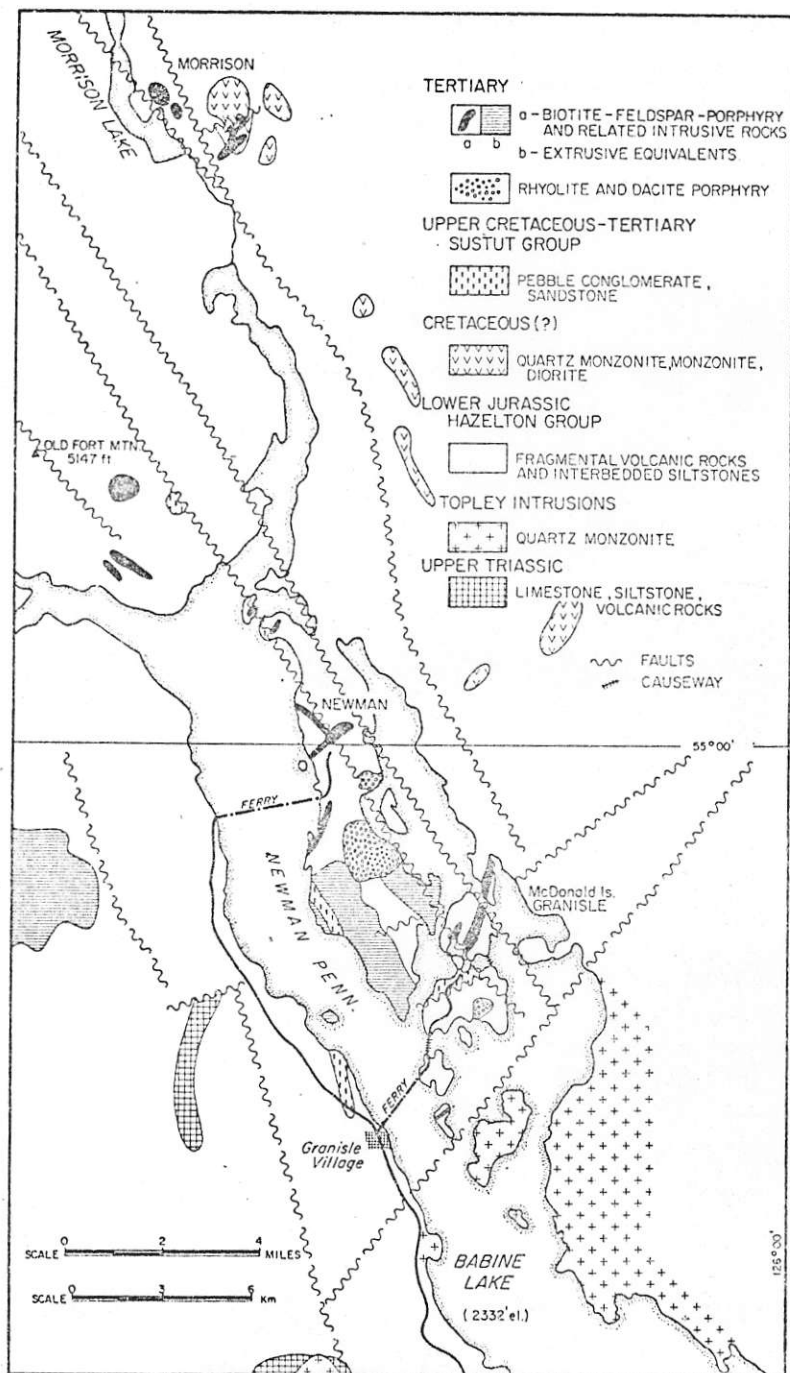 MORRISON LAKE
MORRISON
TERTIARY
a-BIOTITE-FELDSPAR-PORPHYRY
AND RELATED INTRUSIVE ROCKS
a b
b-EXTRUSIVE EQUIVALENTS
RHYOLITE AND DACITE PORPHYRY
UPPER CRETACEOUS-TERTIARY
SUSTUT GROUP
PEBBLE CONGLOMERATE,
SANDSTONE
CRETACEOUS(?)
QUARTZ MONZONITE, MONZONITE,
DIORITE
LOWER JURASSIC
HAZELTON GROUP
FRAGMENTAL VOLCANIC ROCKS
AND INTERBEDDED SILTSTONES
TOPLEY INTRUSIONS
QUARTZ MONZONITE
UPPER TRIASSIC
LIMESTONE, SILTSTONE,
VOLCANIC ROCKS
FAULTS
CAUSEWAY
OLD FORT MTN.
5147 ft
NEWMAN
55°00'
FERRY
NEWMAN PENN.
McDonald Is.
GRANISLE
FERRY
Granisle
Village
BABINE
LAKE
(2332'el.)
126°00'
0 2 4
SCALE MILES
0 3 6
SCALE Km